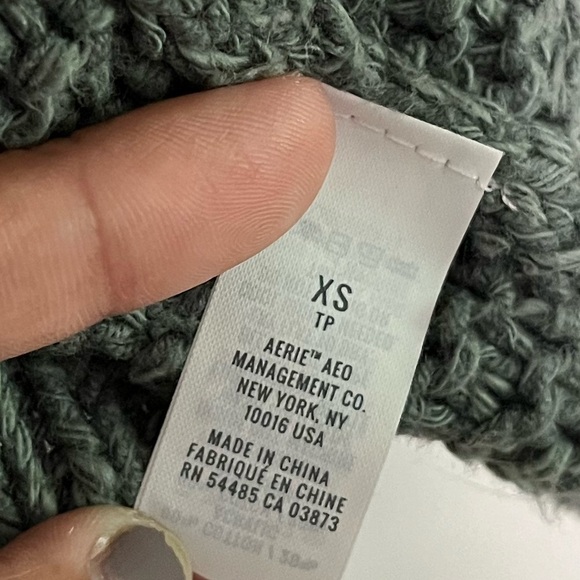 XS
TP
AERIE™ AEO
MANAGEMENT CO.
NEW YORK, NY
10016 USA
MADE IN CHINA
FABRIQUÉ EN CHINE
RN 54485 CA 03873